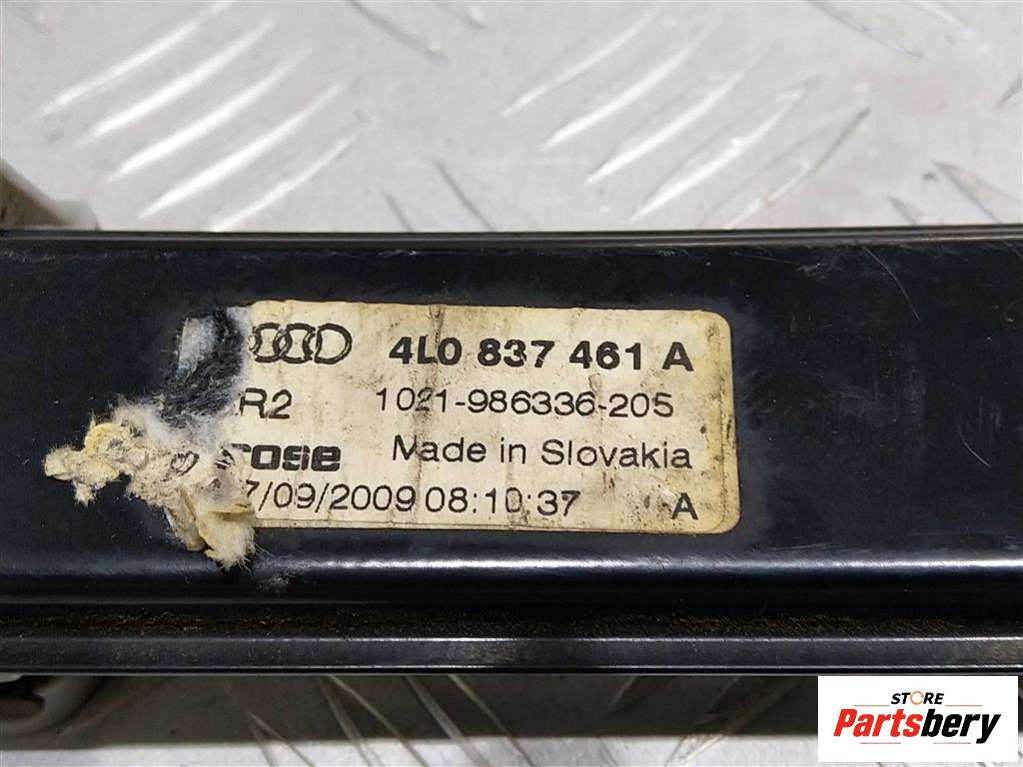 4L0 837 461 A
R2 1021-986336-205
rose Made in Slovakia
7/09/2009 08:10:37 A
STORE
Partsbery